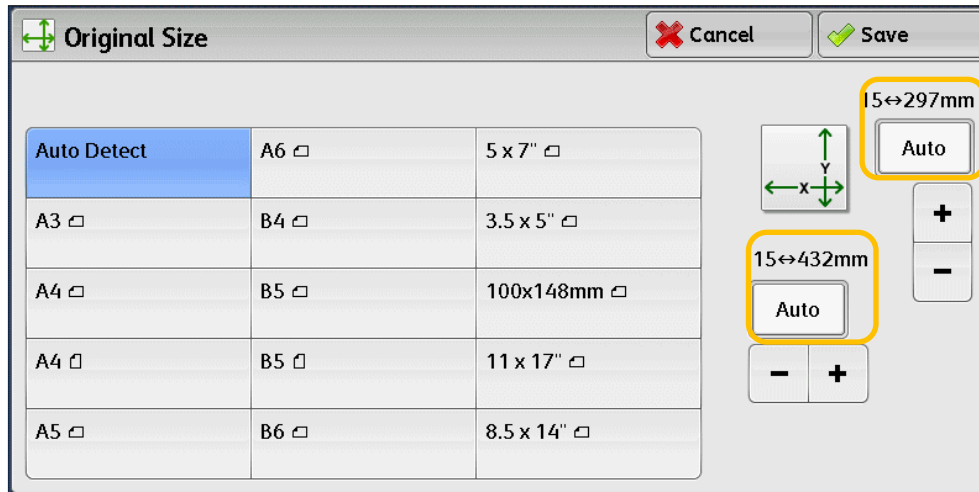 Original Size
Cancel
Save
Auto Detect
A6
5 x 7"
A3
B4
3.5 x 5"
A4
B5
100x148mm
A4
B5
11 x 17"
A5
B6
8.5 x 14"
15↔297mm
Auto
Y
X
+
−
15↔432mm
Auto
− +